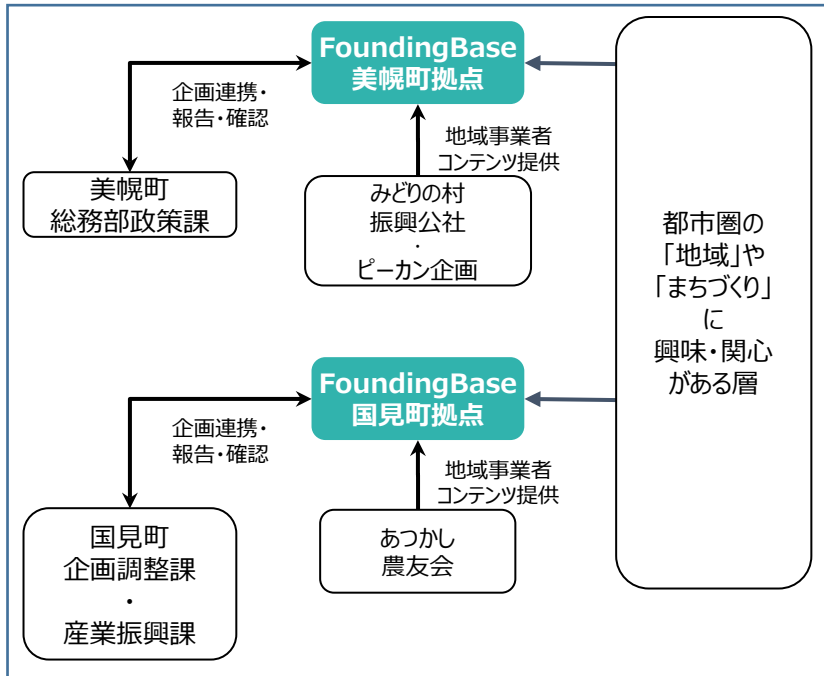 FoundingBase
美幌町拠点
企画連携・
報告・確認
地域事業者
コンテンツ提供
美幌町
総務部政策課
みどりの村
振興公社
・
ピーカン企画
都市圏の
「地域」や
「まちづくり」
に
興味・関心
がある層
FoundingBase
国見町拠点
企画連携・
報告・確認
地域事業者
コンテンツ提供
国見町
企画調整課
・
産業振興課
あつかし
農友会